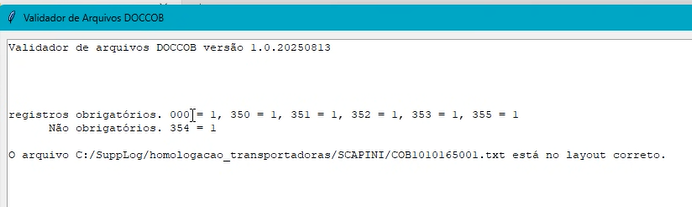 Validador de Arquivos DOCCOB
Validador de arquivos DOCCOB versão 1.0.20250813
registros obrigatórios. 000 = 1, 350 = 1, 351 = 1, 352 = 1, 353 = 1, 355 = 1
Não obrigatórios. 354 = 1
O arquivo C:/SuppLog/homologacao_transportadoras/SCAPINI/COB1010165001.txt está no layout correto.